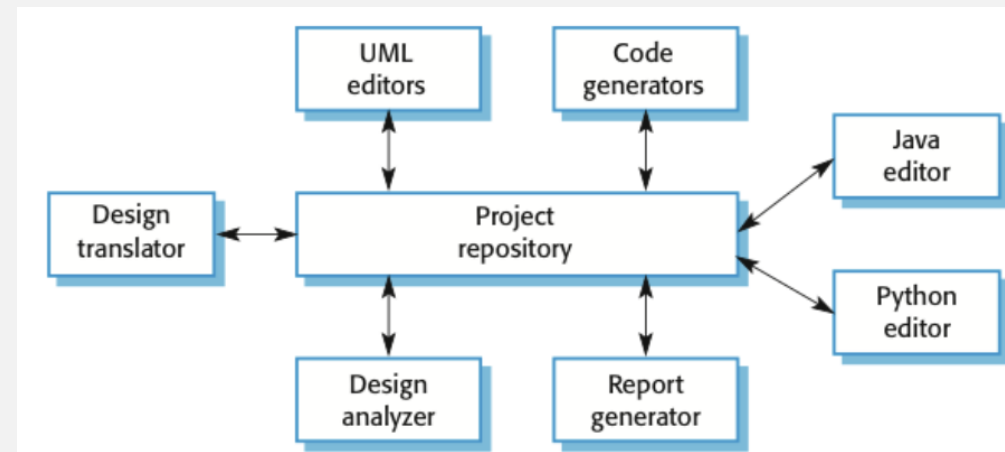 UML
editors
Code
generators
Java
editor
Design
translator
Project
repository
Python
editor
Design
analyzer
Report
generator